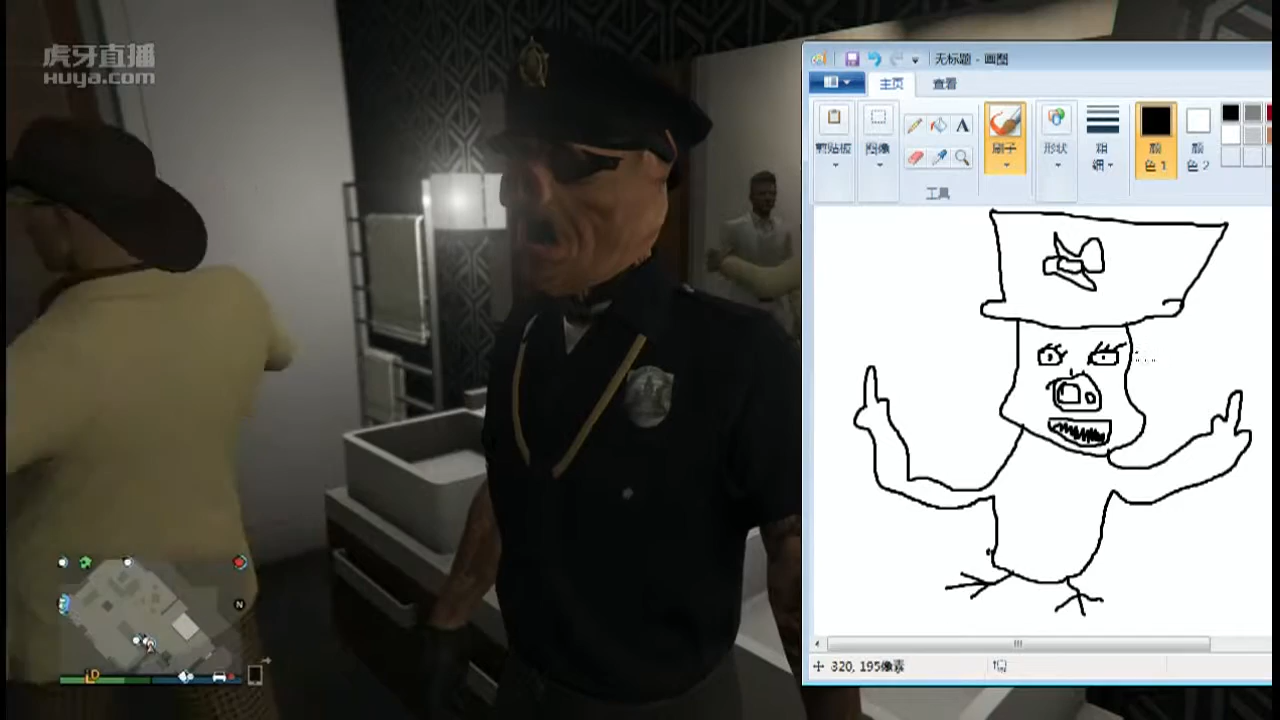 虎牙直播
HUYA.com
无标题 - 画图
主页
查看
A
剪贴板
图像
刷子
形状
粗
细
颜
色 1
颜
色 2
工具
N
320, 195像素